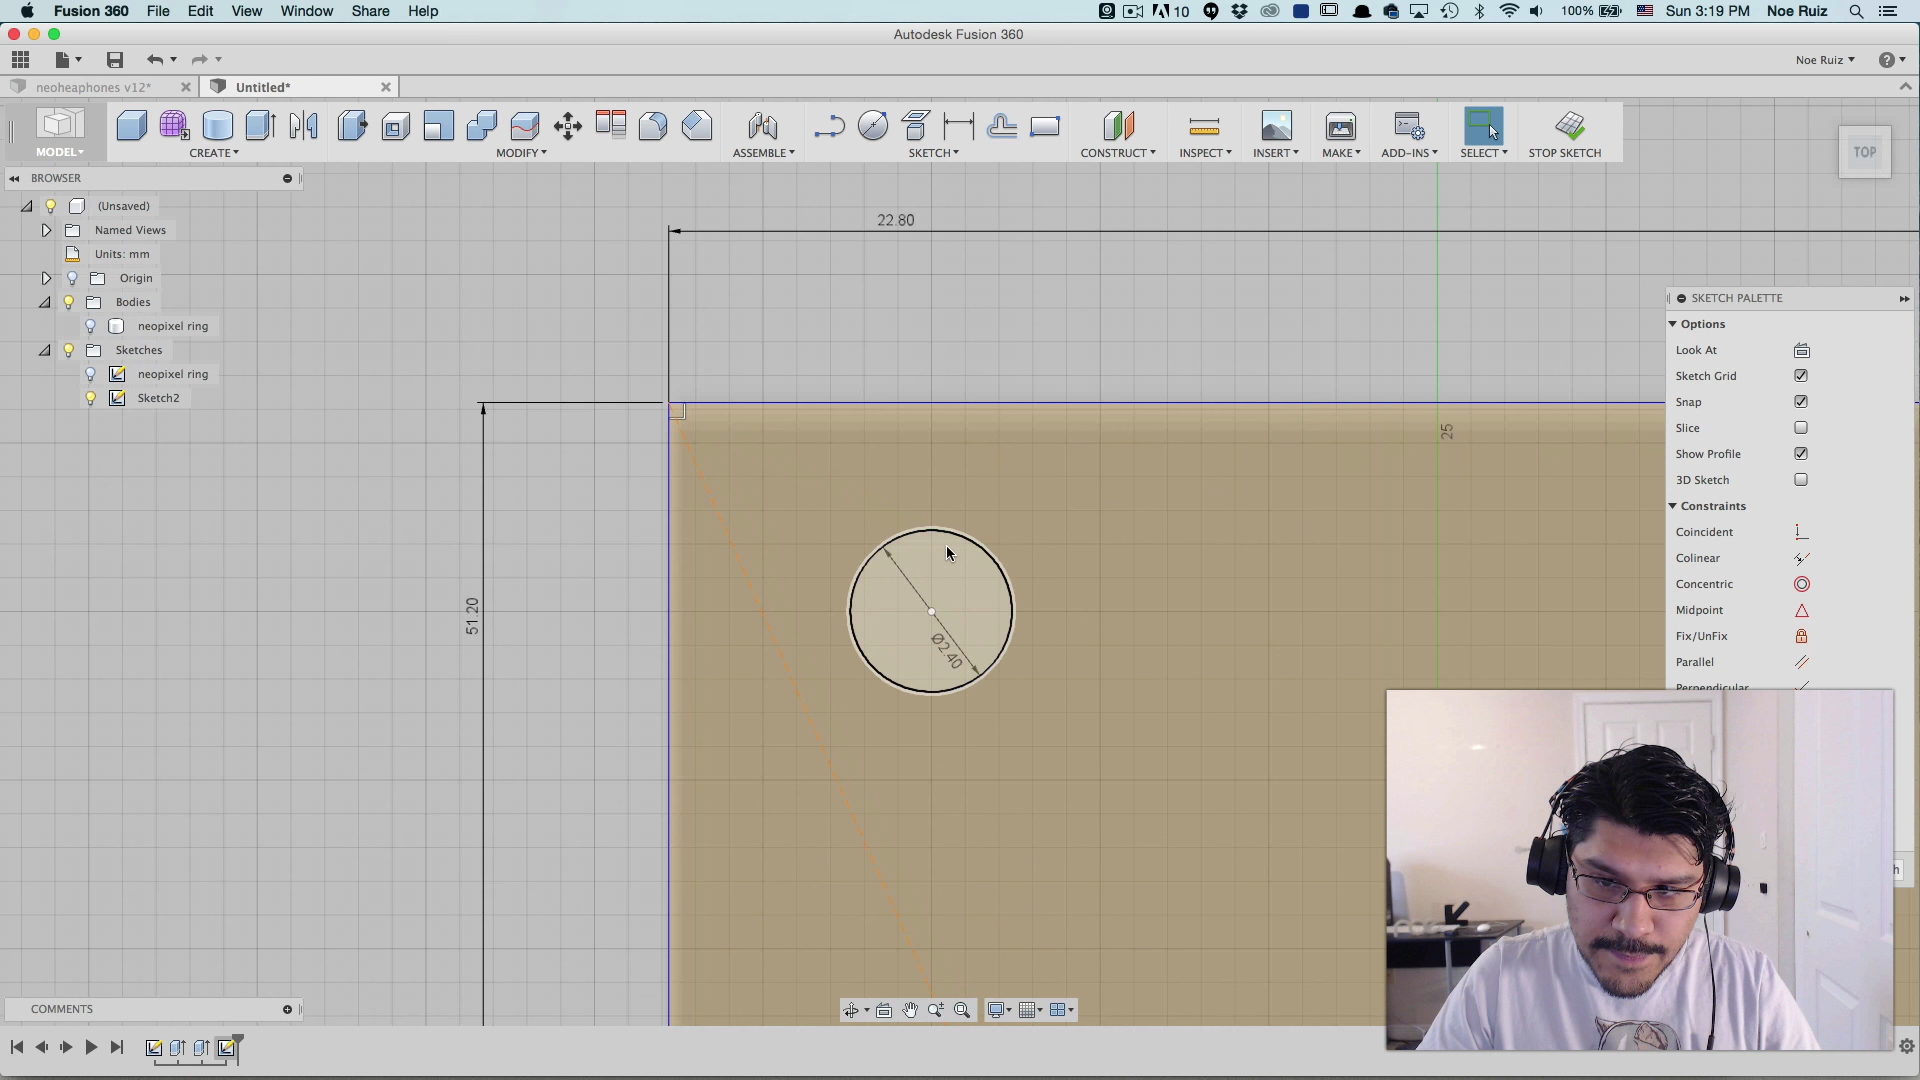 Fusion 360 File Edit View Window Share Help 10 100% Sun 3:19 PM Noe Ruiz
Autodesk Fusion 360
Noe Ruiz
neoheaphones v12*
Untitled*
MODEL
CREATE
MODIFY
ASSEMBLE
SKETCH
CONSTRUCT
INSPECT
INSERT
MAKE
ADD-INS
SELECT
STOP SKETCH
TOP
BROWSER
(Unsaved)
Named Views
Units: mm
Origin
Bodies
neopixel ring
Sketches
neopixel ring
Sketch2
22.80
51.20
Ø2.40
25
SKETCH PALETTE
Options
Look At
Sketch Grid
Snap
Slice
Show Profile
3D Sketch
Constraints
Coincident
Colinear
Concentric
Midpoint
Fix/UnFix
Parallel
Perpendicular
COMMENTS